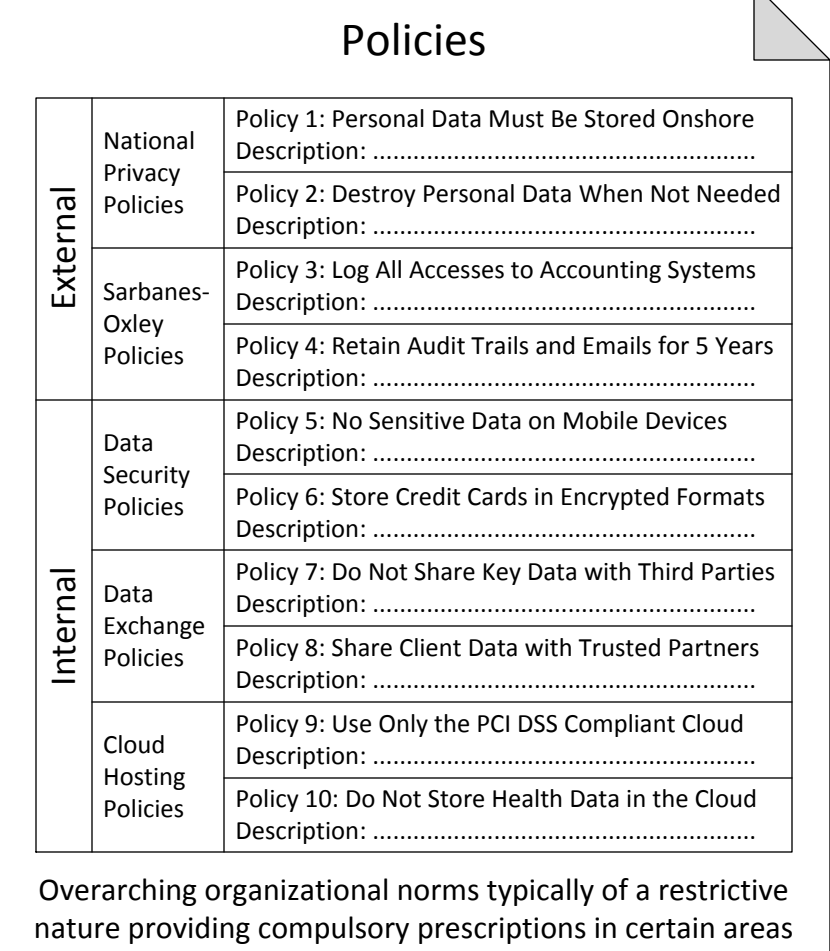 Policies
External
National
Privacy
Policies
Policy 1: Personal Data Must Be Stored Onshore
Description: ..........................................................
Policy 2: Destroy Personal Data When Not Needed
Description: ..........................................................
Sarbanes-
Oxley
Policies
Policy 3: Log All Accesses to Accounting Systems
Description: ..........................................................
Policy 4: Retain Audit Trails and Emails for 5 Years
Description: ..........................................................
Internal
Data
Security
Policies
Policy 5: No Sensitive Data on Mobile Devices
Description: ..........................................................
Policy 6: Store Credit Cards in Encrypted Formats
Description: ..........................................................
Data
Exchange
Policies
Policy 7: Do Not Share Key Data with Third Parties
Description: ..........................................................
Policy 8: Share Client Data with Trusted Partners
Description: ..........................................................
Cloud
Hosting
Policies
Policy 9: Use Only the PCI DSS Compliant Cloud
Description: ..........................................................
Policy 10: Do Not Store Health Data in the Cloud
Description: ..........................................................
Overarching organizational norms typically of a restrictive
nature providing compulsory prescriptions in certain areas